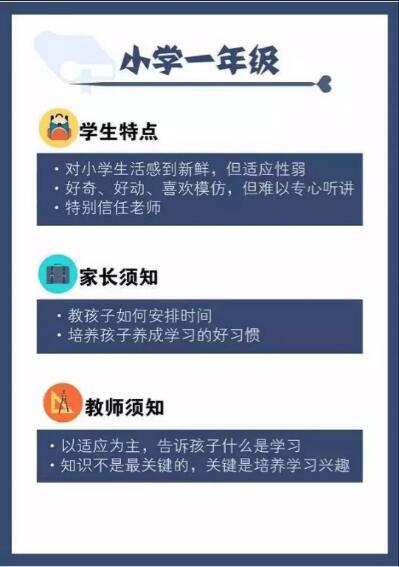 小学一年级
学生特点
·对小学生活感到新鲜，但适应性弱
·好奇、好动、喜欢模仿，但难以专心听讲
·特别信任老师
家长须知
·教孩子如何安排时间
·培养孩子养成学习的好习惯
教师须知
·以适应为主，告诉孩子什么是学习
·知识不是最关键的，关键是培养学习兴趣